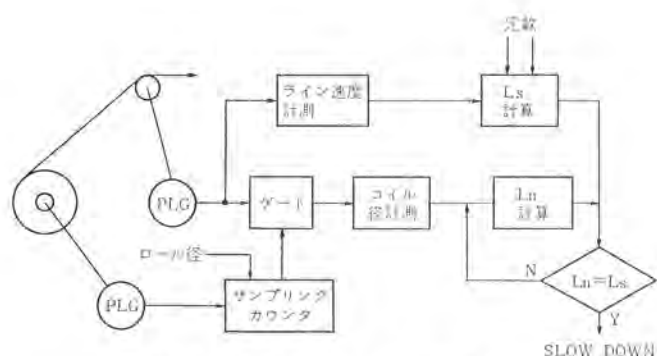 定数
ライン速度
計測
Ls
計算
PLG
ゲート
コイル
径計測
Ln
計算
ロール径
PLG
サンプリング
カウンタ
N
Ln=Ls
Y
SLOW DOWN